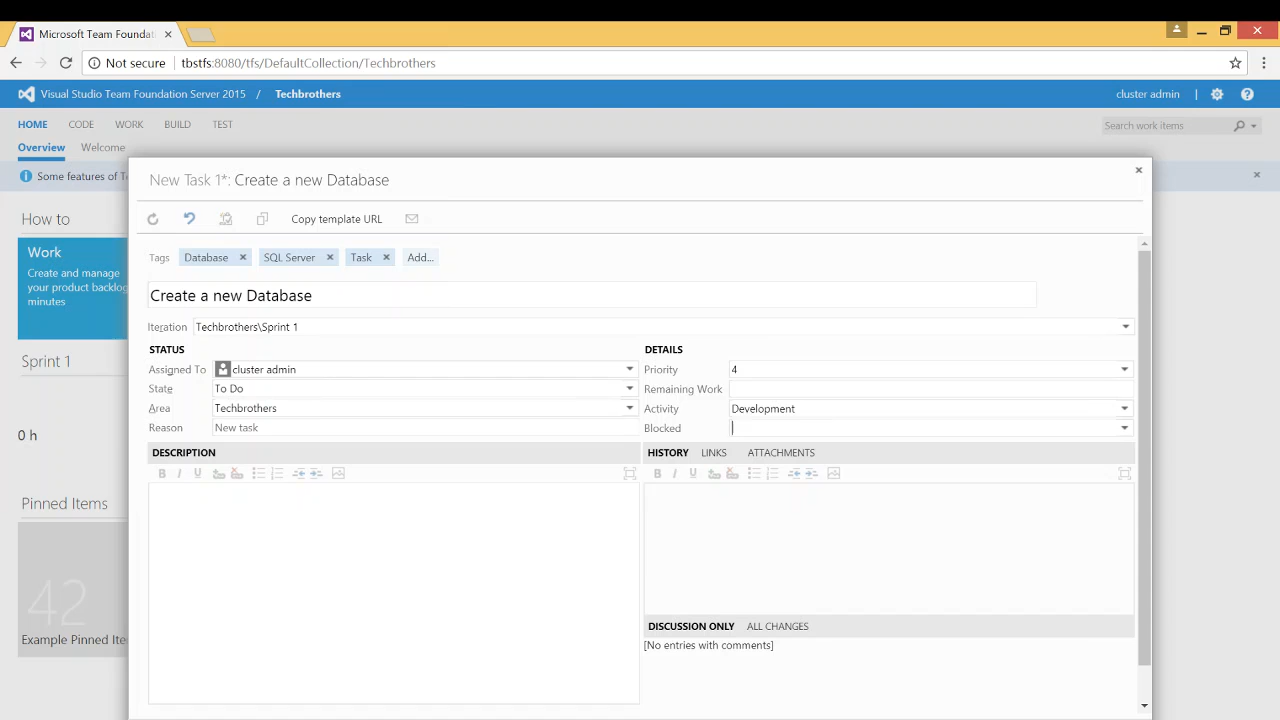 Microsoft Team Foundat
Not secure tbstfs:8080/tfs/DefaultCollection/Techbrothers
Visual Studio Team Foundation Server 2015 / Techbrothers cluster admin
HOME CODE WORK BUILD TEST Search work items
Overview Welcome
Some features of T
New Task 1*: Create a new Database
How to
Copy template URL
Work
Create and manage
your product backlog
minutes
Tags Database SQL Server Task Add...
Create a new Database
Iteration Techbrothers\Sprint 1
Sprint 1
STATUS DETAILS
Assigned To cluster admin Priority 4
State To Do Remaining Work
Area Techbrothers Activity Development
Reason New task Blocked
0 h
DESCRIPTION HISTORY LINKS ATTACHMENTS
Pinned Items
42
Example Pinned Ite
DISCUSSION ONLY ALL CHANGES
[No entries with comments]